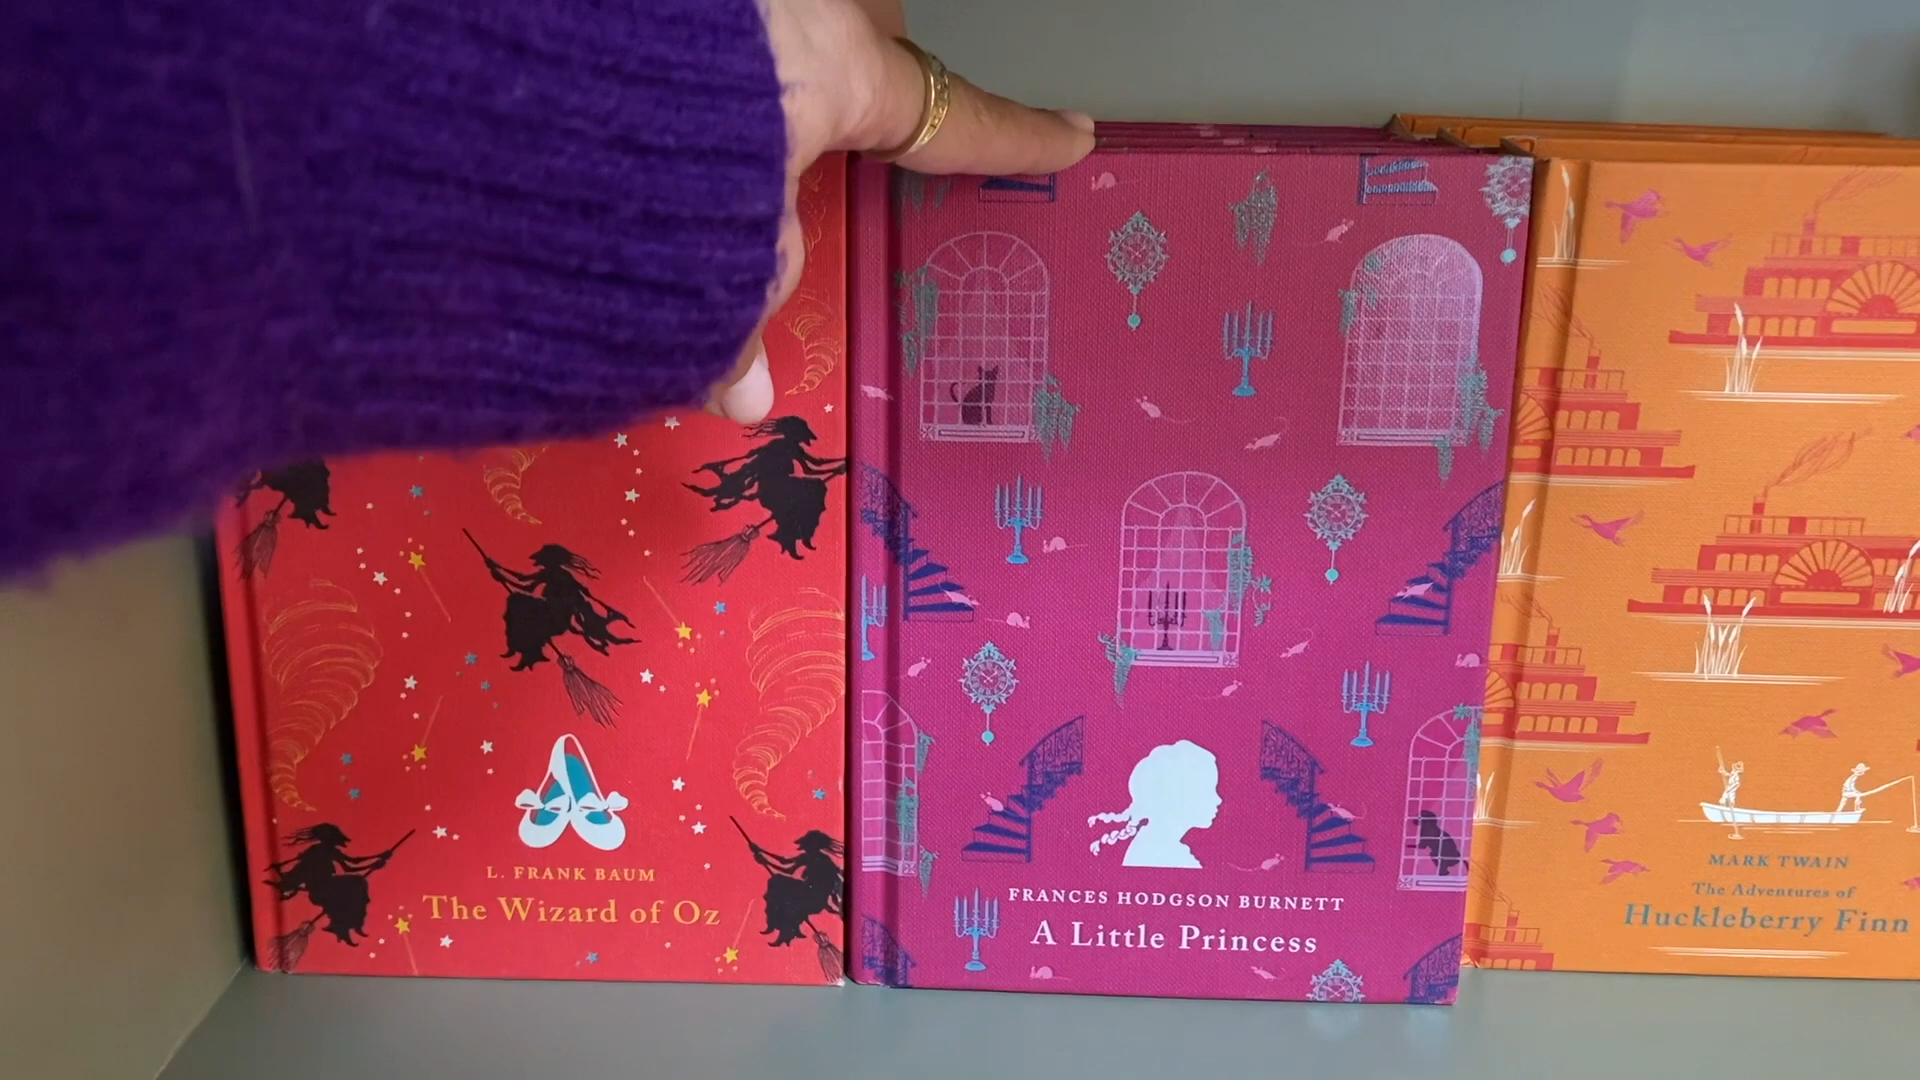 L. FRANK BAUM
The Wizard of Oz
FRANCES HODGSON BURNETT
A Little Princess
MARK TWAIN
The Adventures of
Huckleberry Finn